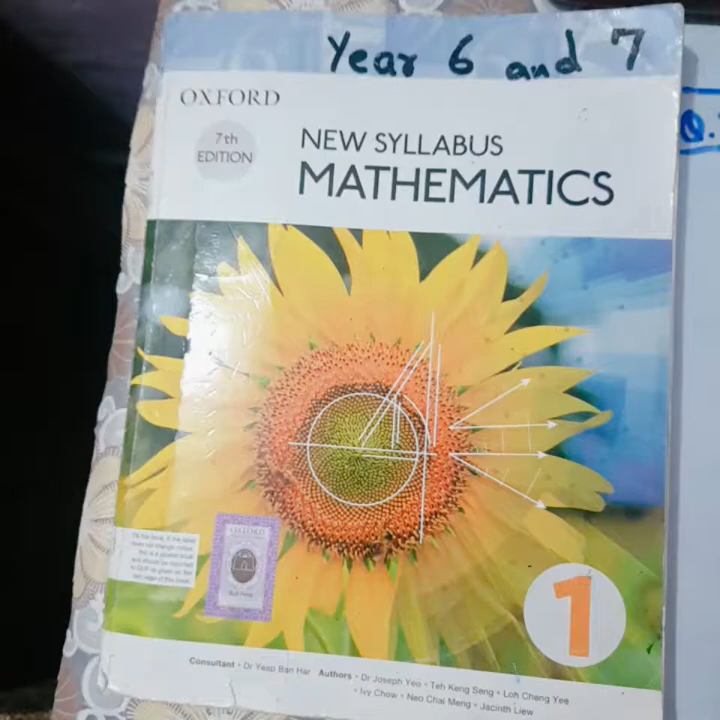 Year 6 and 7
OXFORD
7th
EDITION
NEW SYLLABUS
MATHEMATICS
OXFORD
1
Consultant • Dr Yeap Ban Har Authors • Dr Joseph Yeo • Teh Keng Seng • Loh Cheng Yee
• Ivy Chow • Neo Chai Meng • Jacinth Liew